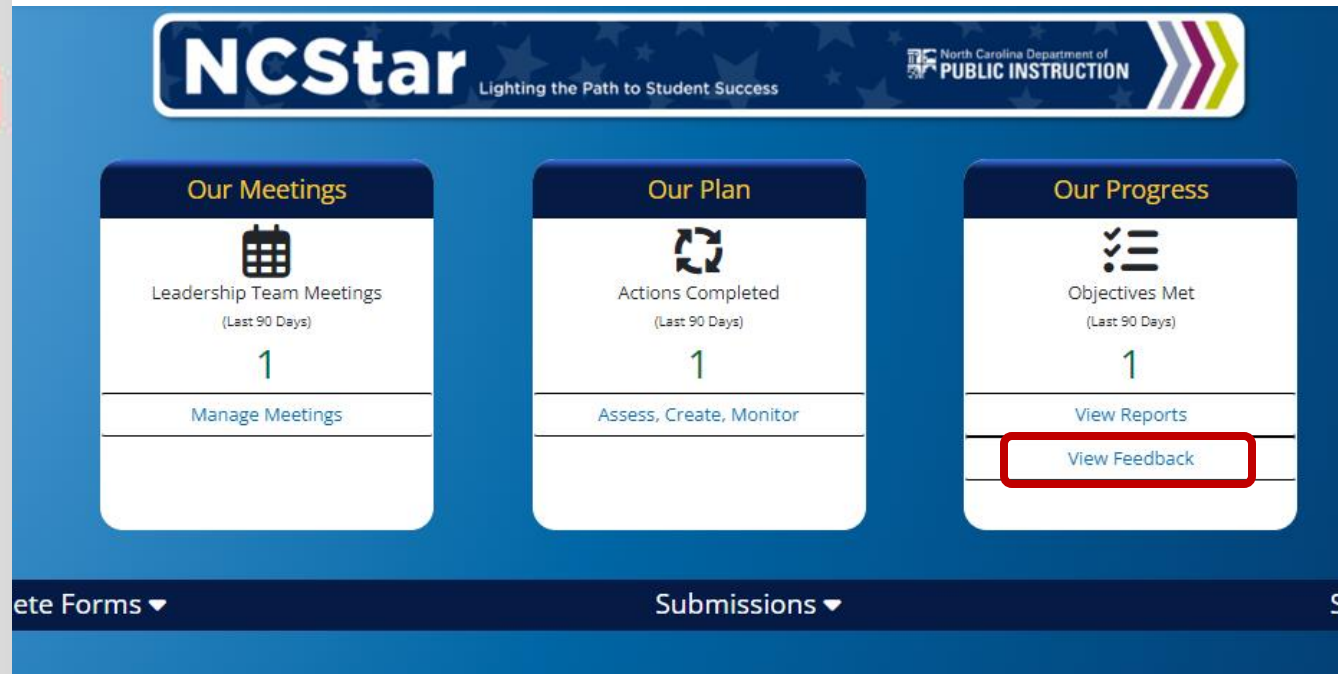 NCStar Lighting the Path to Student Success
North Carolina Department of
PUBLIC INSTRUCTION
Our Meetings
Leadership Team Meetings
(Last 90 Days)
1
Manage Meetings
Our Plan
Actions Completed
(Last 90 Days)
1
Assess, Create, Monitor
Our Progress
Objectives Met
(Last 90 Days)
1
View Reports
View Feedback
ete Forms
Submissions
S